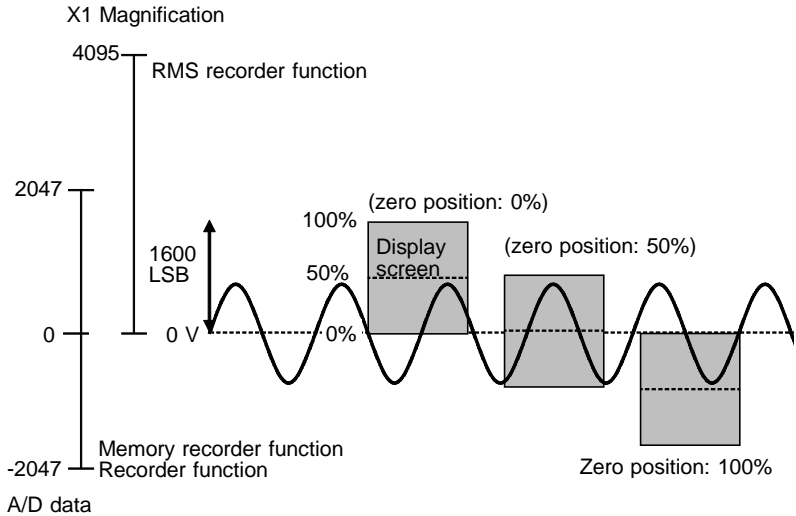 X1 Magnification
4095
RMS recorder function
2047
(zero position: 0%)
100%
Display
screen
(zero position: 50%)
1600
LSB
50%
0
0 V
0%
Memory recorder function
-2047
Recorder function
Zero position: 100%
A/D data